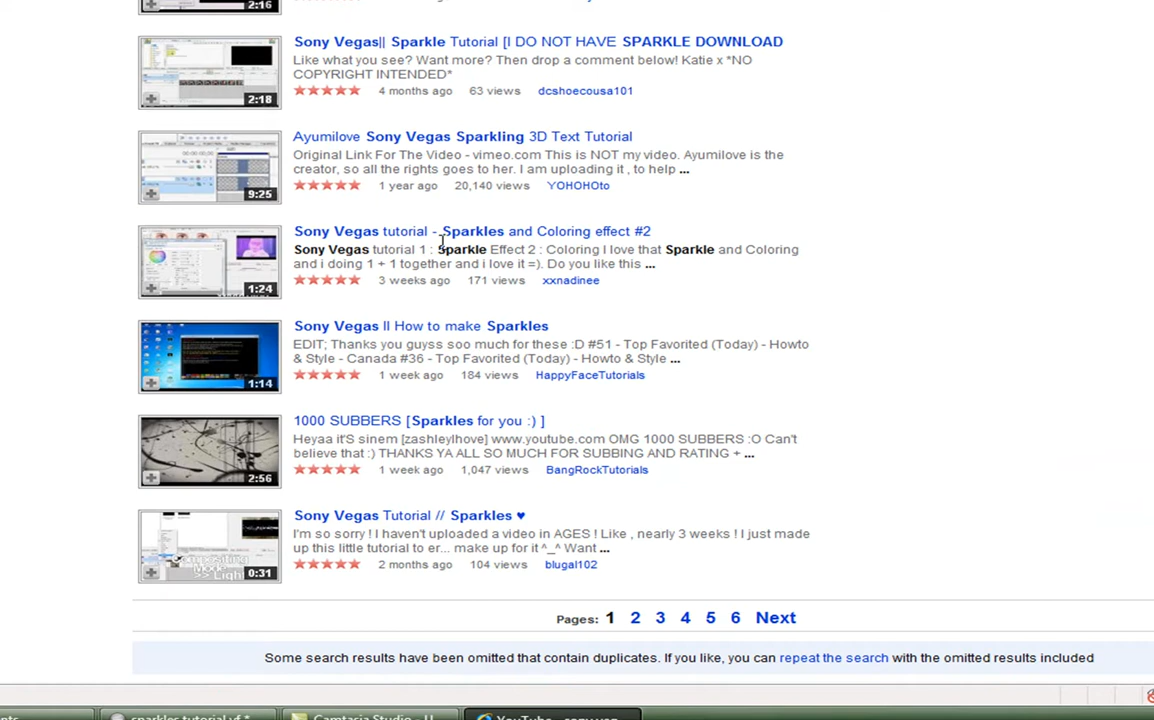 2:16
Sony Vegas|| Sparkle Tutorial [I DO NOT HAVE SPARKLE DOWNLOAD
Like what you see? Want more? Then drop a comment below! Katie x *NO
COPYRIGHT INTENDED*
2:18
4 months ago 63 views dcshoecousa101
Ayumilove Sony Vegas Sparkling 3D Text Tutorial
Original Link For The Video - vimeo.com This is NOT my video. Ayumilove is the
creator, so all the rights goes to her. I am uploading it , to help ...
9:25
1 year ago 20,140 views YOHOHOto
Sony Vegas tutorial - Sparkles and Coloring effect #2
Sony Vegas tutorial 1 : Sparkle Effect 2 : Coloring I love that Sparkle and Coloring
and i doing 1 + 1 together and i love it =). Do you like this ...
1:24
3 weeks ago 171 views xxnadinee
Sony Vegas ll How to make Sparkles
EDIT; Thanks you guyss soo much for these :D #51 - Top Favorited (Today) - Howto
& Style - Canada #36 - Top Favorited (Today) - Howto & Style ...
1:14
1 week ago 184 views HappyFaceTutorials
1000 SUBBERS [Sparkles for you :) ]
Heyaa it'S sinem [zashleylhove] www.youtube.com OMG 1000 SUBBERS :O Can't
believe that :) THANKS YA ALL SO MUCH FOR SUBBING AND RATING + ...
2:56
1 week ago 1,047 views BangRockTutorials
Sony Vegas Tutorial // Sparkles ♥
I'm so sorry ! I haven't uploaded a video in AGES ! Like , nearly 3 weeks ! I just made
up this little tutorial to er... make up for it ^_^ Want ...
0:31
2 months ago 104 views blugal102
Pages: 1 2 3 4 5 6 Next
Some search results have been omitted that contain duplicates. If you like, you can repeat the search with the omitted results included